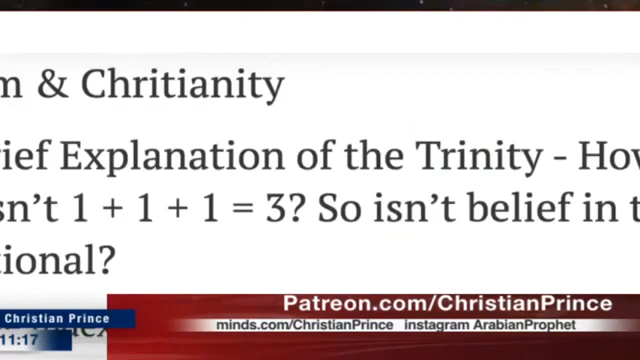 m & Chritianity
rief Explanation of the Trinity - How
sn't 1 + 1 + 1 = 3? So isn't belief in t
tional?
Patreon.com/ChristianPrince
Christian Prince
minds.com/ChristianPrince instagram ArabianProphet
11:17